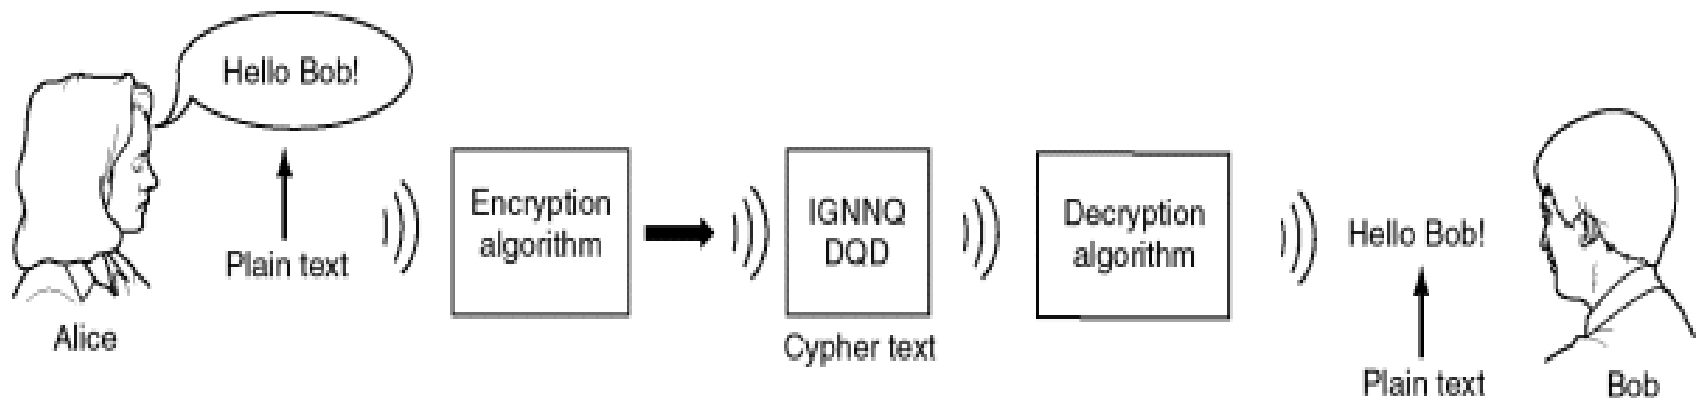 Hello Bob!
Plain text
Alice
Encryption
algorithm
IGNNQ
DQD
Cypher text
Decryption
algorithm
Hello Bob!
Plain text
Bob